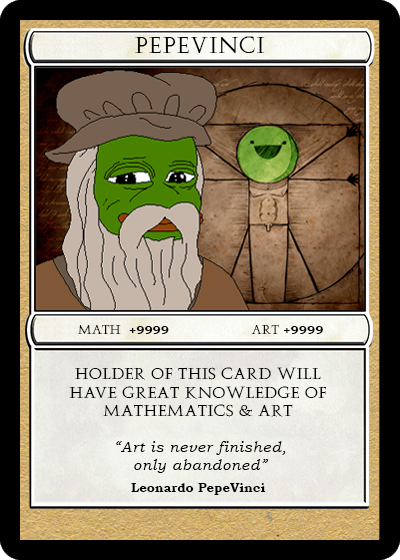 PEPEVINCI
MATH +9999 ART +9999
HOLDER OF THIS CARD WILL
HAVE GREAT KNOWLEDGE OF
MATHEMATICS & ART
“Art is never finished,
only abandoned”
Leonardo PepeVinci